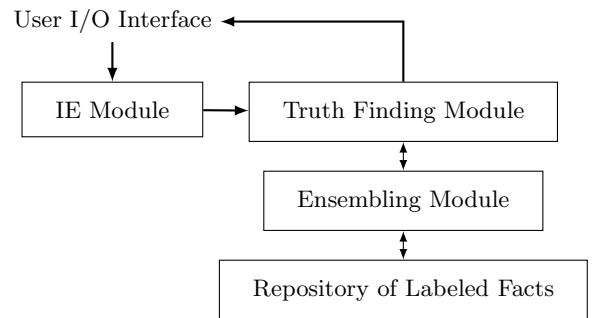 User I/O Interface
IE Module
Truth Finding Module
Ensembling Module
Repository of Labeled Facts